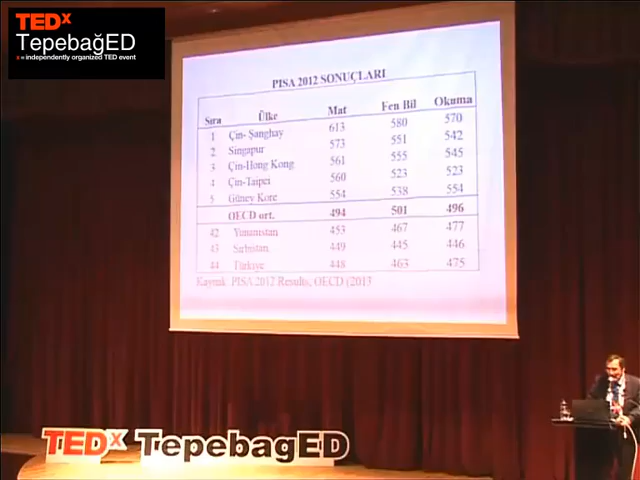 TEDx
TepebağED
x = independently organized TED event
PISA 2012 SONUÇLARI
Sıra Ülke Mat Fen Bil Okuma
1 Çin- Şanghay 613 580 570
2 Singapur 573 551 542
3 Çin-Hong Kong 561 555 545
4 Çin-Taipei 560 523 523
5 Güney Kore 554 538 554
OECD ort. 494 501 496
42 Yunanistan 453 467 477
43 Sırbistan 449 445 446
44 Türkiye 448 463 475
Kaynak: PISA 2012 Results, OECD (2013
TEDx TepebagED